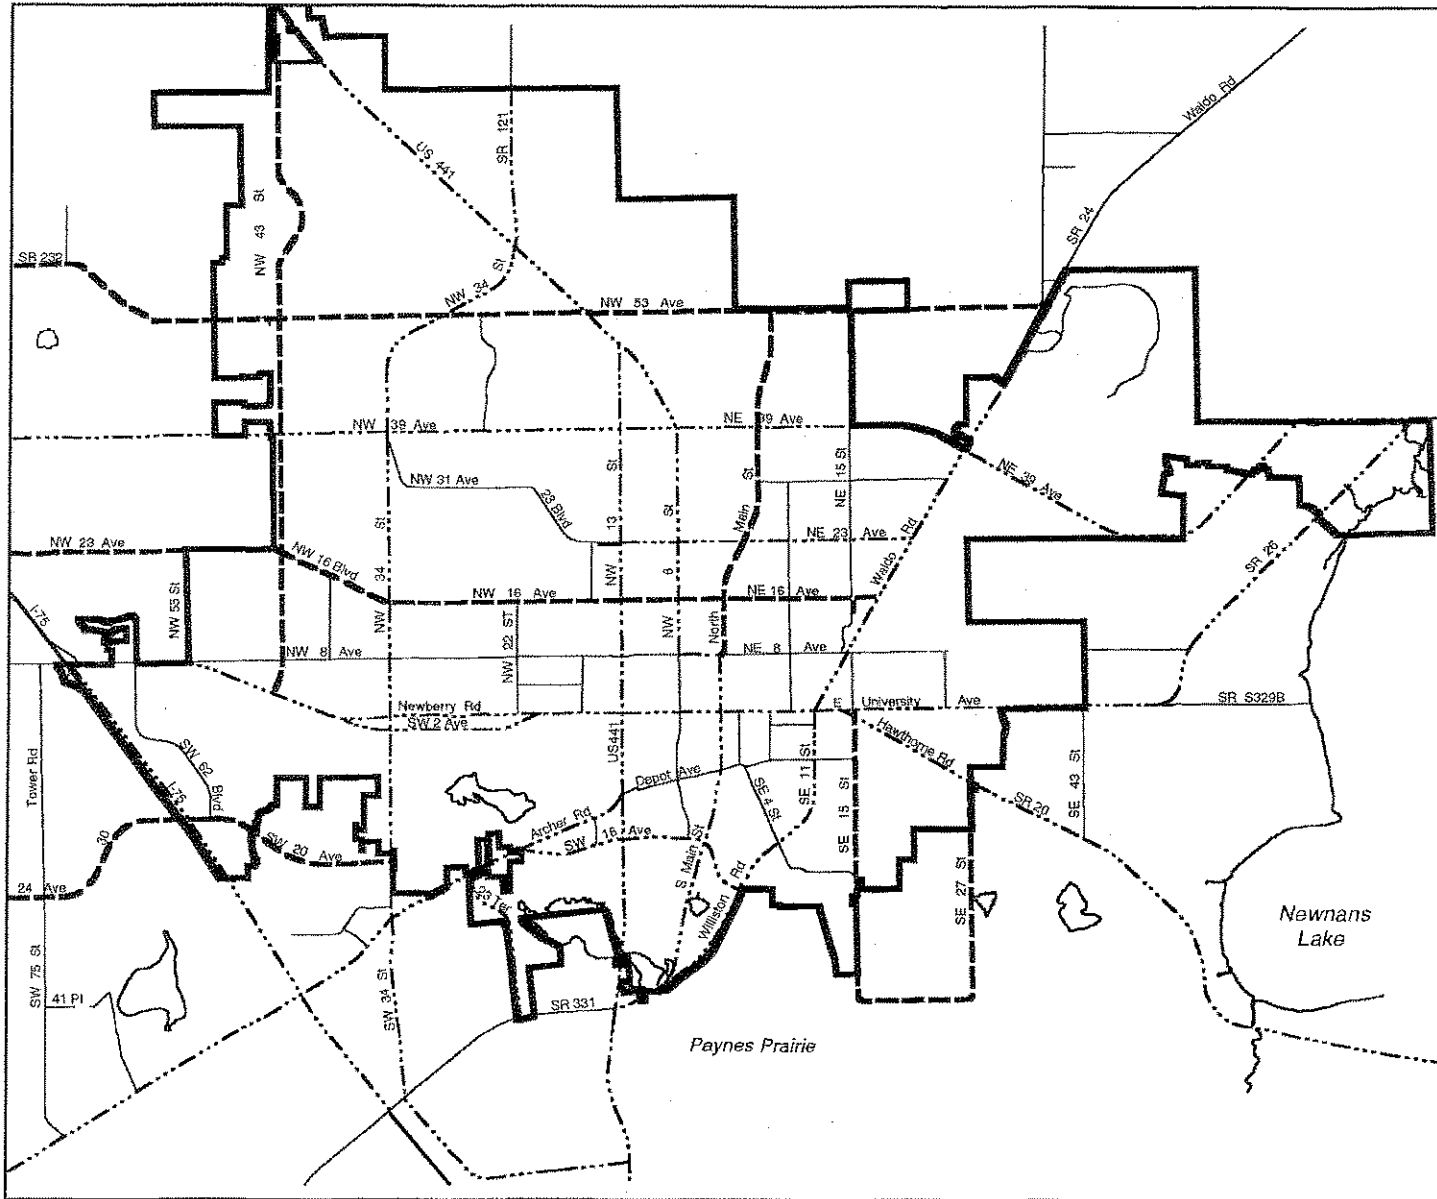 Waldo Rd
SR 121
US 441
NW 43 St
SR 24
SR 232
NW 34 St
NW 53 Ave
NW 39 Ave
NE 39 Ave
NW 31 Ave
23 Blvd
NW 13 St
NW 6 St
North Main St
NE 15 St
NE 39 Ave
NW 23 Ave
NW 34 St
NE 23 Ave
Waldo Rd
SR 26
NW 16 Blvd
NW 16 Ave
NE 16 Ave
I-75
NW 55 St
NW 22 ST
NW 8 Ave
NE 8 Ave
Newberry Rd
SW 2 Ave
E University Ave
SR S329B
Hawthorne Rd
Tower Rd
SW 62 Blvd
I-75
US441
Depot Ave
SE 4 St
SE 11 St
SE 15 St
SR 20
SE 43 St
30
SW 20 Ave
Archer Rd
SW 16 Ave
S Main St
Williston Rd
SE 27 St
24 Ave
23 Ter
Newnans
Lake
SW 75 St
41 Pl
SW 34 St
SR 331
Paynes Prairie